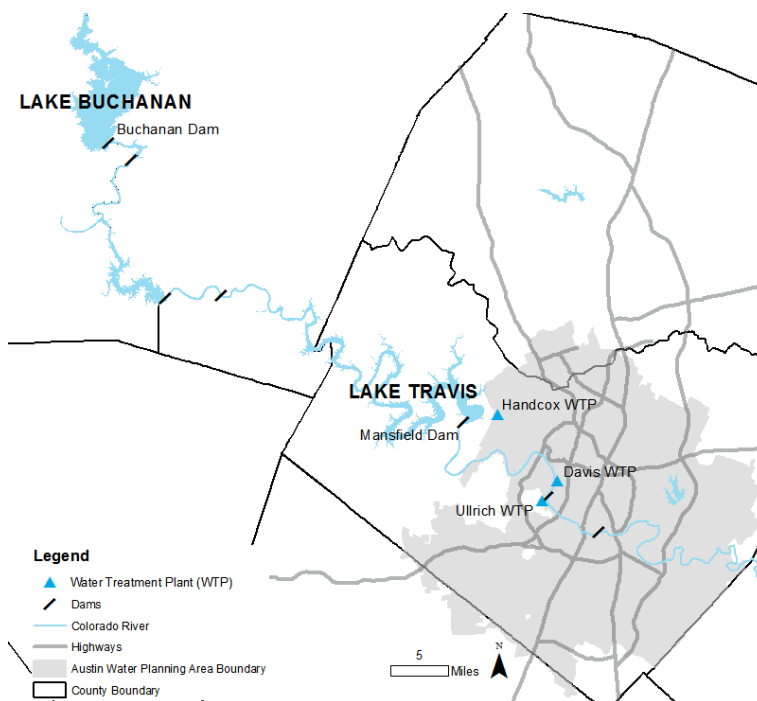 LAKE BUCHANAN
Buchanan Dam
LAKE TRAVIS
Handcox WTP
Mansfield Dam
Davis WTP
Ullrich WTP
Legend
Water Treatment Plant (WTP)
Dams
Colorado River
Highways
Austin Water Planning Area Boundary
County Boundary
5
Miles
N